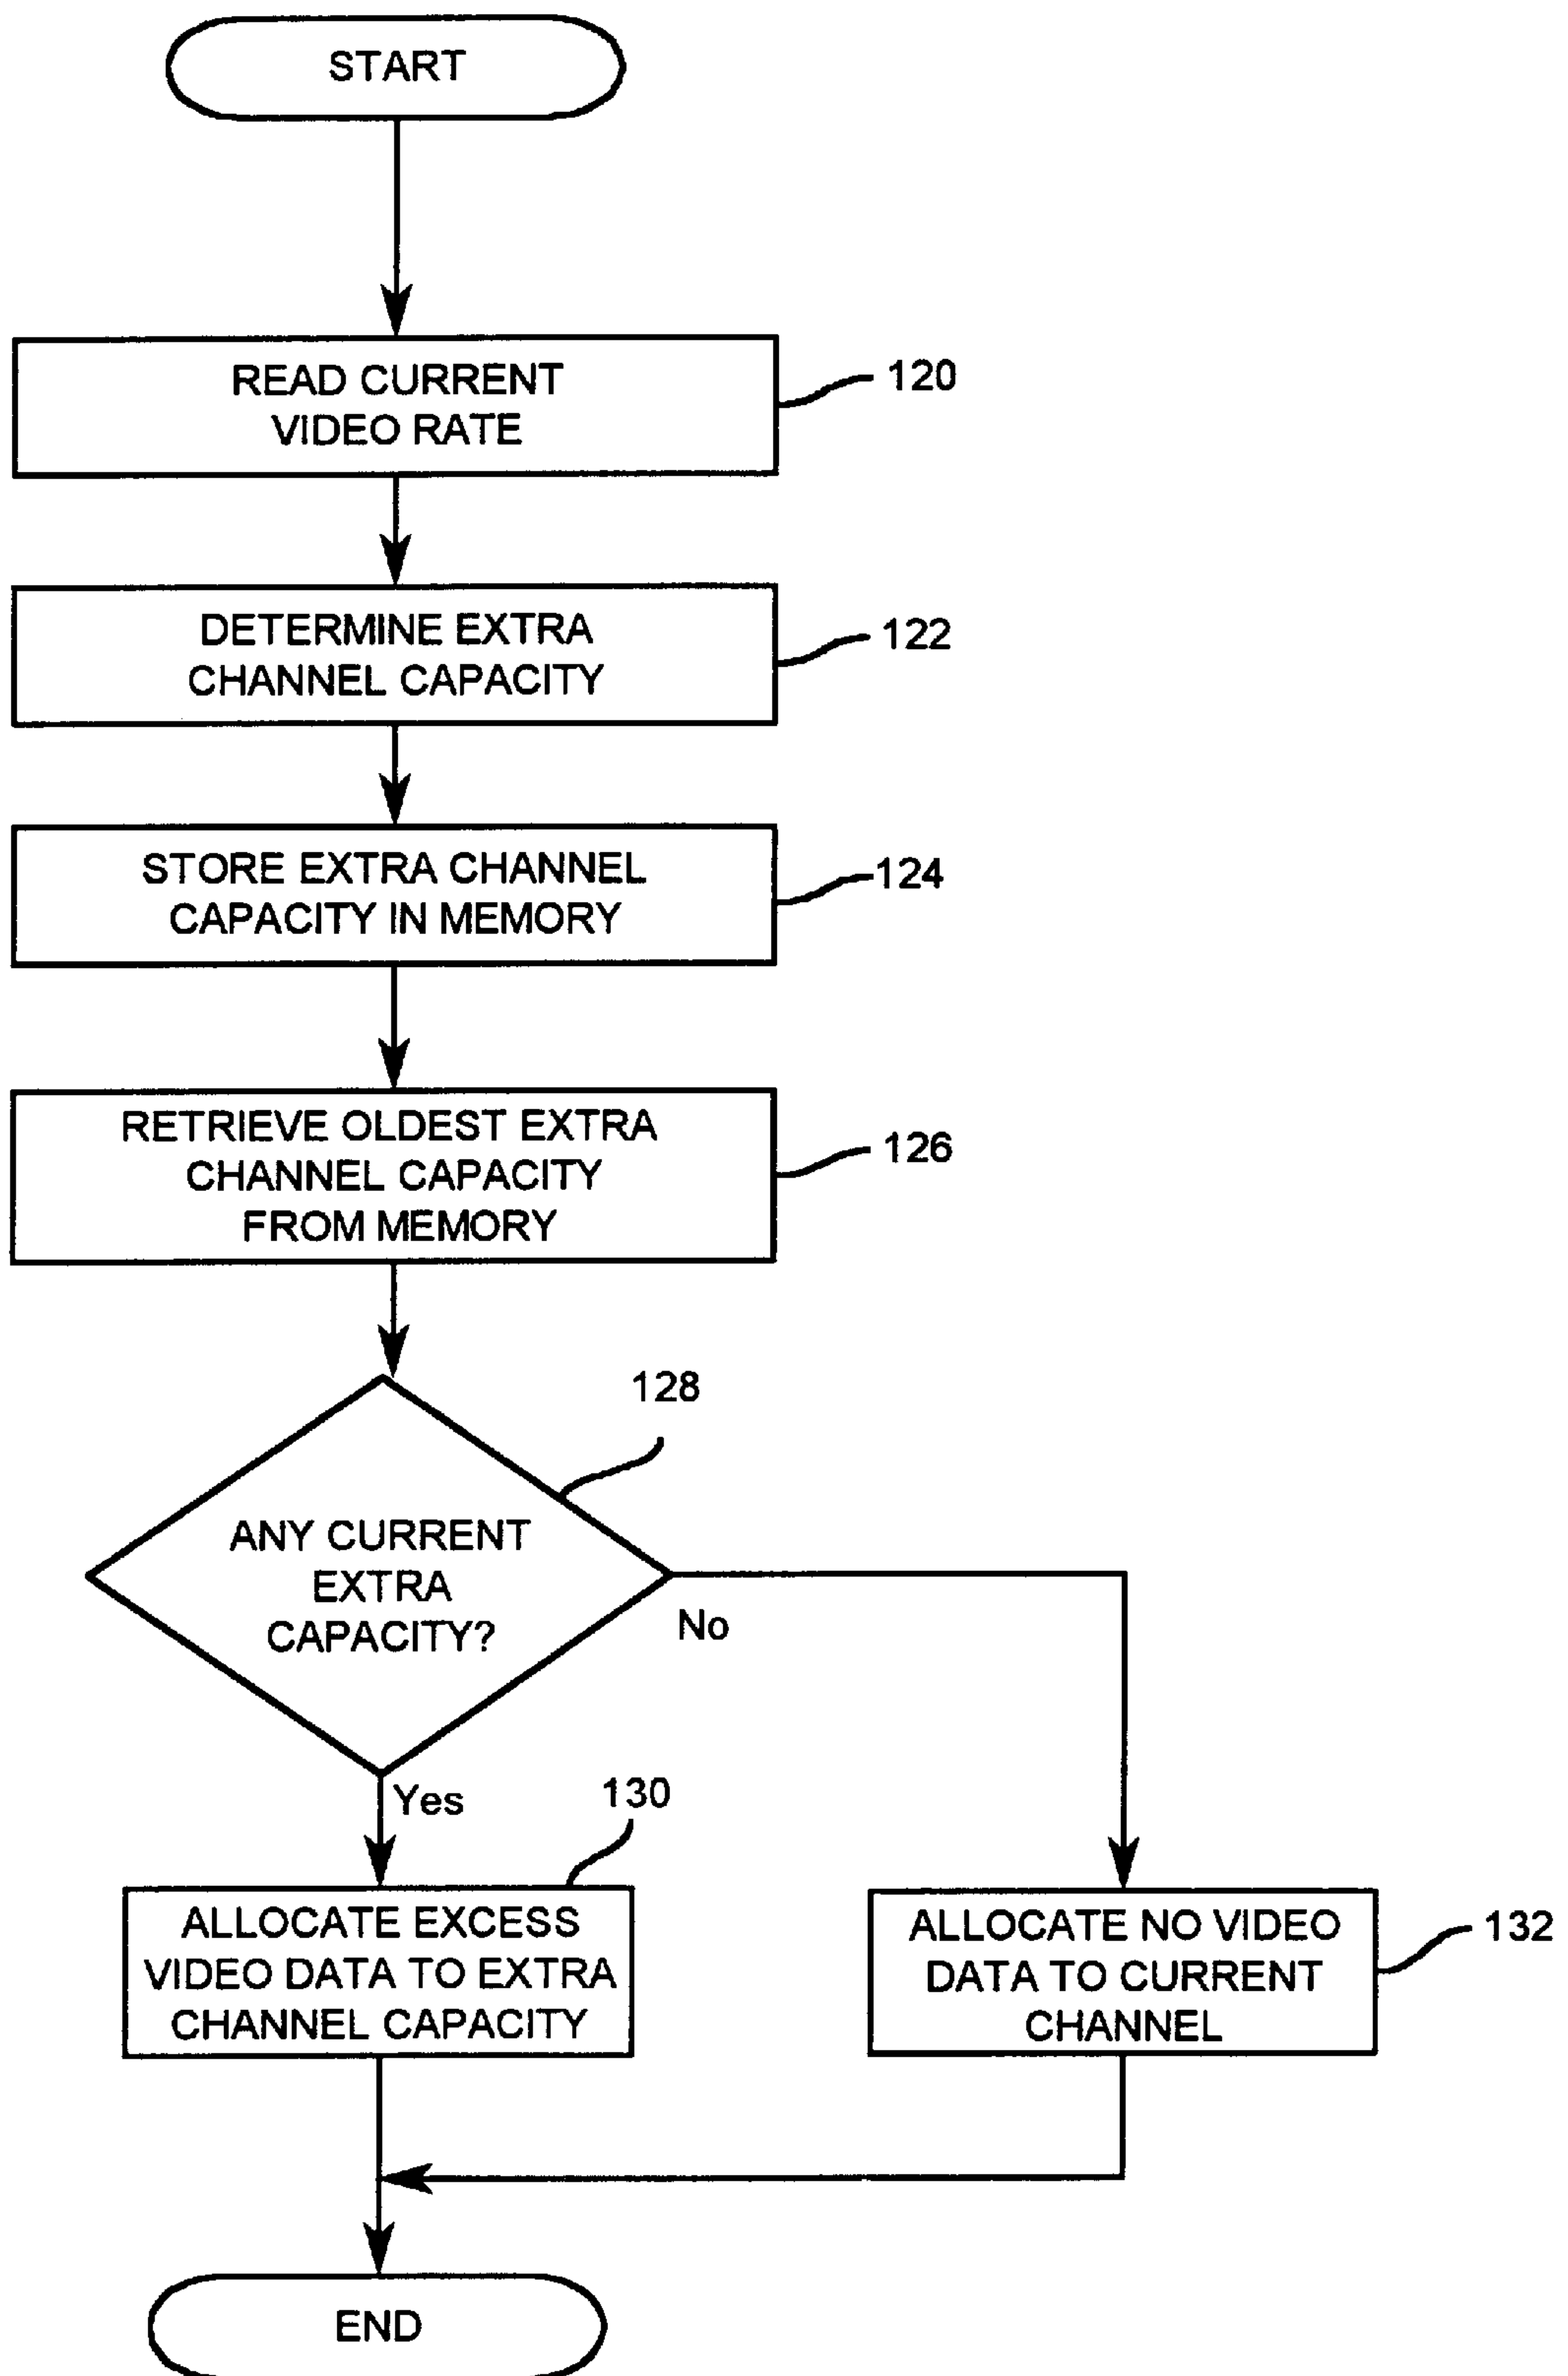 START
READ CURRENT
VIDEO RATE
120
DETERMINE EXTRA
CHANNEL CAPACITY
122
STORE EXTRA CHANNEL
CAPACITY IN MEMORY
124
RETRIEVE OLDEST EXTRA
CHANNEL CAPACITY
FROM MEMORY
126
128
ANY CURRENT
EXTRA
CAPACITY?
No
Yes
130
ALLOCATE EXCESS
VIDEO DATA TO EXTRA
CHANNEL CAPACITY
ALLOCATE NO VIDEO
DATA TO CURRENT
CHANNEL
132
END